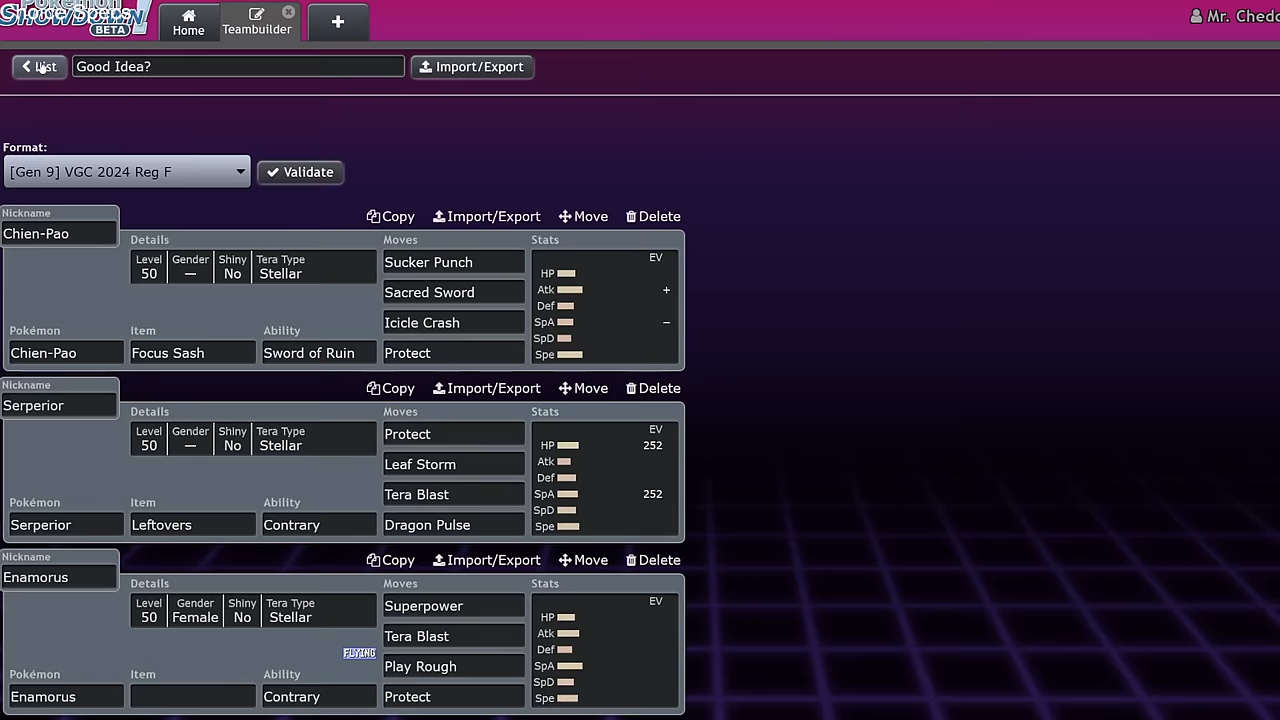 Pokémon
Showdown!
BETA
Choice Specs
Home
Teambuilder
+
Mr. Chedd
List
Good Idea?
Import/Export
Format:
[Gen 9] VGC 2024 Reg F
Validate
Copy Import/Export Move Delete
Nickname
Chien-Pao
Details
Level Gender Shiny Tera Type
50 — No Stellar
Pokémon Item Ability
Chien-Pao Focus Sash Sword of Ruin
Moves
Sucker Punch
Sacred Sword
Icicle Crash
Protect
Stats
EV
HP
Atk +
Def
SpA −
SpD
Spe
Copy Import/Export Move Delete
Nickname
Serperior
Details
Level Gender Shiny Tera Type
50 — No Stellar
Pokémon Item Ability
Serperior Leftovers Contrary
Moves
Protect
Leaf Storm
Tera Blast
Dragon Pulse
Stats
EV
HP 252
Atk
Def
SpA 252
SpD
Spe
Copy Import/Export Move Delete
Nickname
Enamorus
Details
Level Gender Shiny Tera Type
50 Female No Stellar
FLYING
Pokémon Item Ability
Enamorus Contrary
Moves
Superpower
Tera Blast
Play Rough
Protect
Stats
EV
HP
Atk
Def
SpA
SpD
Spe